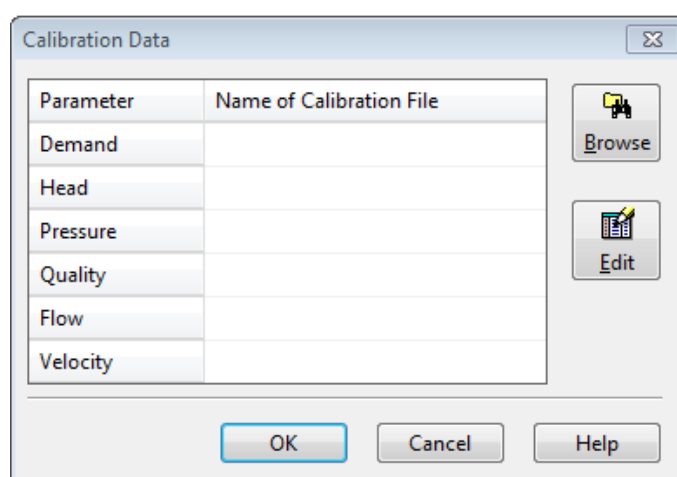 Calibration Data
Parameter Name of Calibration File
Demand
Head
Pressure
Quality
Flow
Velocity
Browse
Edit
OK Cancel Help